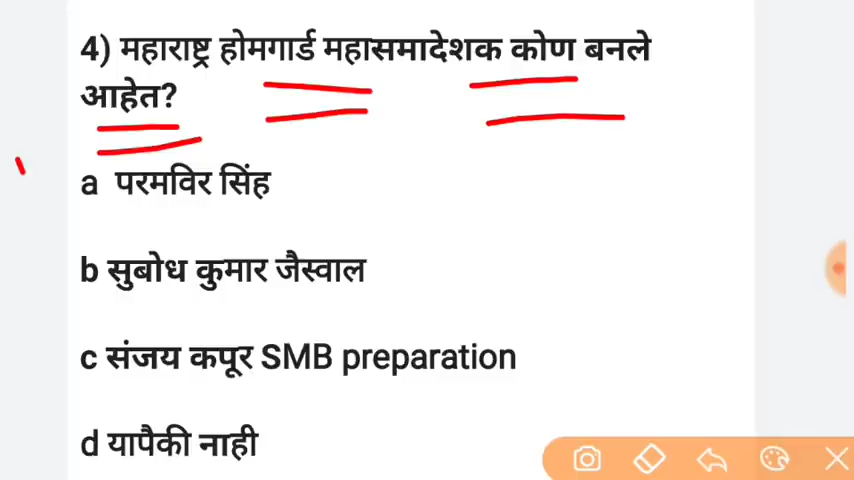 4) महाराष्ट्र होमगार्ड महासमादेशक कोण बनले
आहेत?
a परमविर सिंह
b सुबोध कुमार जैस्वाल
c संजय कपूर SMB preparation
d यापैकी नाही